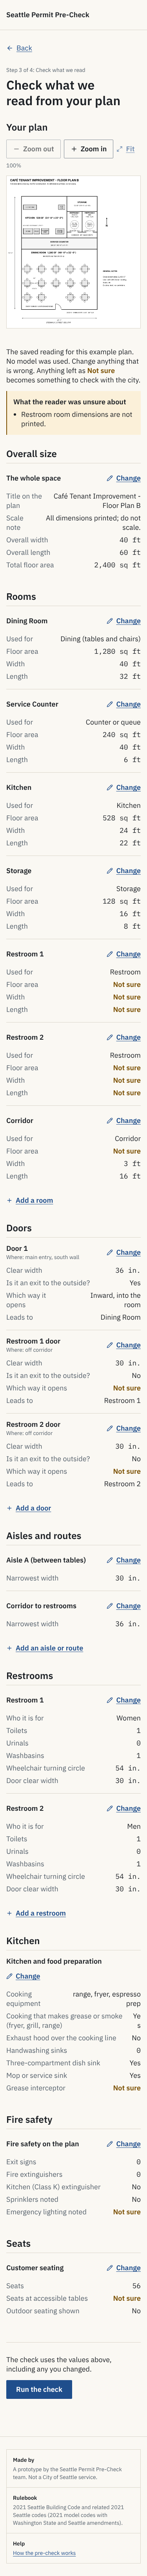 Seattle Permit Pre-Check
← Back
Step 3 of 4: Check what we read
Check what we
read from your plan
Your plan
− Zoom out
+ Zoom in
Fit
100%
CAFÉ TENANT IMPROVEMENT - FLOOR PLAN B
The saved reading for this example plan.
No model was used. Change anything that
is wrong. Anything left as Not sure
becomes something to check with the city.
What the reader was unsure about
• Restroom room dimensions are not
printed.
Overall size
The whole space Change
Title on the plan Café Tenant Improvement - Floor Plan B
Scale note All dimensions printed; do not scale.
Overall width 40 ft
Overall length 60 ft
Total floor area 2,400 sq ft
Rooms
Dining Room Change
Used for Dining (tables and chairs)
Floor area 1,280 sq ft
Width 40 ft
Length 32 ft
Service Counter Change
Used for Counter or queue
Floor area 240 sq ft
Width 40 ft
Length 6 ft
Kitchen Change
Used for Kitchen
Floor area 528 sq ft
Width 24 ft
Length 22 ft
Storage Change
Used for Storage
Floor area 128 sq ft
Width 16 ft
Length 8 ft
Restroom 1 Change
Used for Restroom
Floor area Not sure
Width Not sure
Length Not sure
Restroom 2 Change
Used for Restroom
Floor area Not sure
Width Not sure
Length Not sure
Corridor Change
Used for Corridor
Floor area Not sure
Width 3 ft
Length 16 ft
+ Add a room
Doors
Door 1 Change
Where: main entry, south wall
Clear width 36 in.
Is it an exit to the outside? Yes
Which way it opens Inward, into the room
Leads to Dining Room
Restroom 1 door Change
Where: off corridor
Clear width 30 in.
Is it an exit to the outside? No
Which way it opens Not sure
Leads to Restroom 1
Restroom 2 door Change
Where: off corridor
Clear width 30 in.
Is it an exit to the outside? No
Which way it opens Not sure
Leads to Restroom 2
+ Add a door
Aisles and routes
Aisle A (between tables) Change
Narrowest width 30 in.
Corridor to restrooms Change
Narrowest width 36 in.
+ Add an aisle or route
Restrooms
Restroom 1 Change
Who it is for Women
Toilets 1
Urinals 0
Washbasins 1
Wheelchair turning circle 54 in.
Door clear width 30 in.
Restroom 2 Change
Who it is for Men
Toilets 1
Urinals 0
Washbasins 1
Wheelchair turning circle 54 in.
Door clear width 30 in.
+ Add a restroom
Kitchen
Kitchen and food preparation
Change
Cooking equipment range, fryer, espresso prep
Cooking that makes grease or smoke (fryer, grill, range) Yes
Exhaust hood over the cooking line No
Handwashing sinks 0
Three-compartment dish sink Yes
Mop or service sink Yes
Grease interceptor Not sure
Fire safety
Fire safety on the plan Change
Exit signs 0
Fire extinguishers 0
Kitchen (Class K) extinguisher No
Sprinklers noted No
Emergency lighting noted Not sure
Seats
Customer seating Change
Seats 56
Seats at accessible tables Not sure
Outdoor seating shown No
The check uses the values above,
including any you changed.
Run the check
Made by
A prototype by the Seattle Permit Pre-Check
team. Not a City of Seattle service.
Rulebook
2021 Seattle Building Code and related 2021
Seattle codes (2021 model codes with
Washington State and Seattle amendments).
Help
How the pre-check works